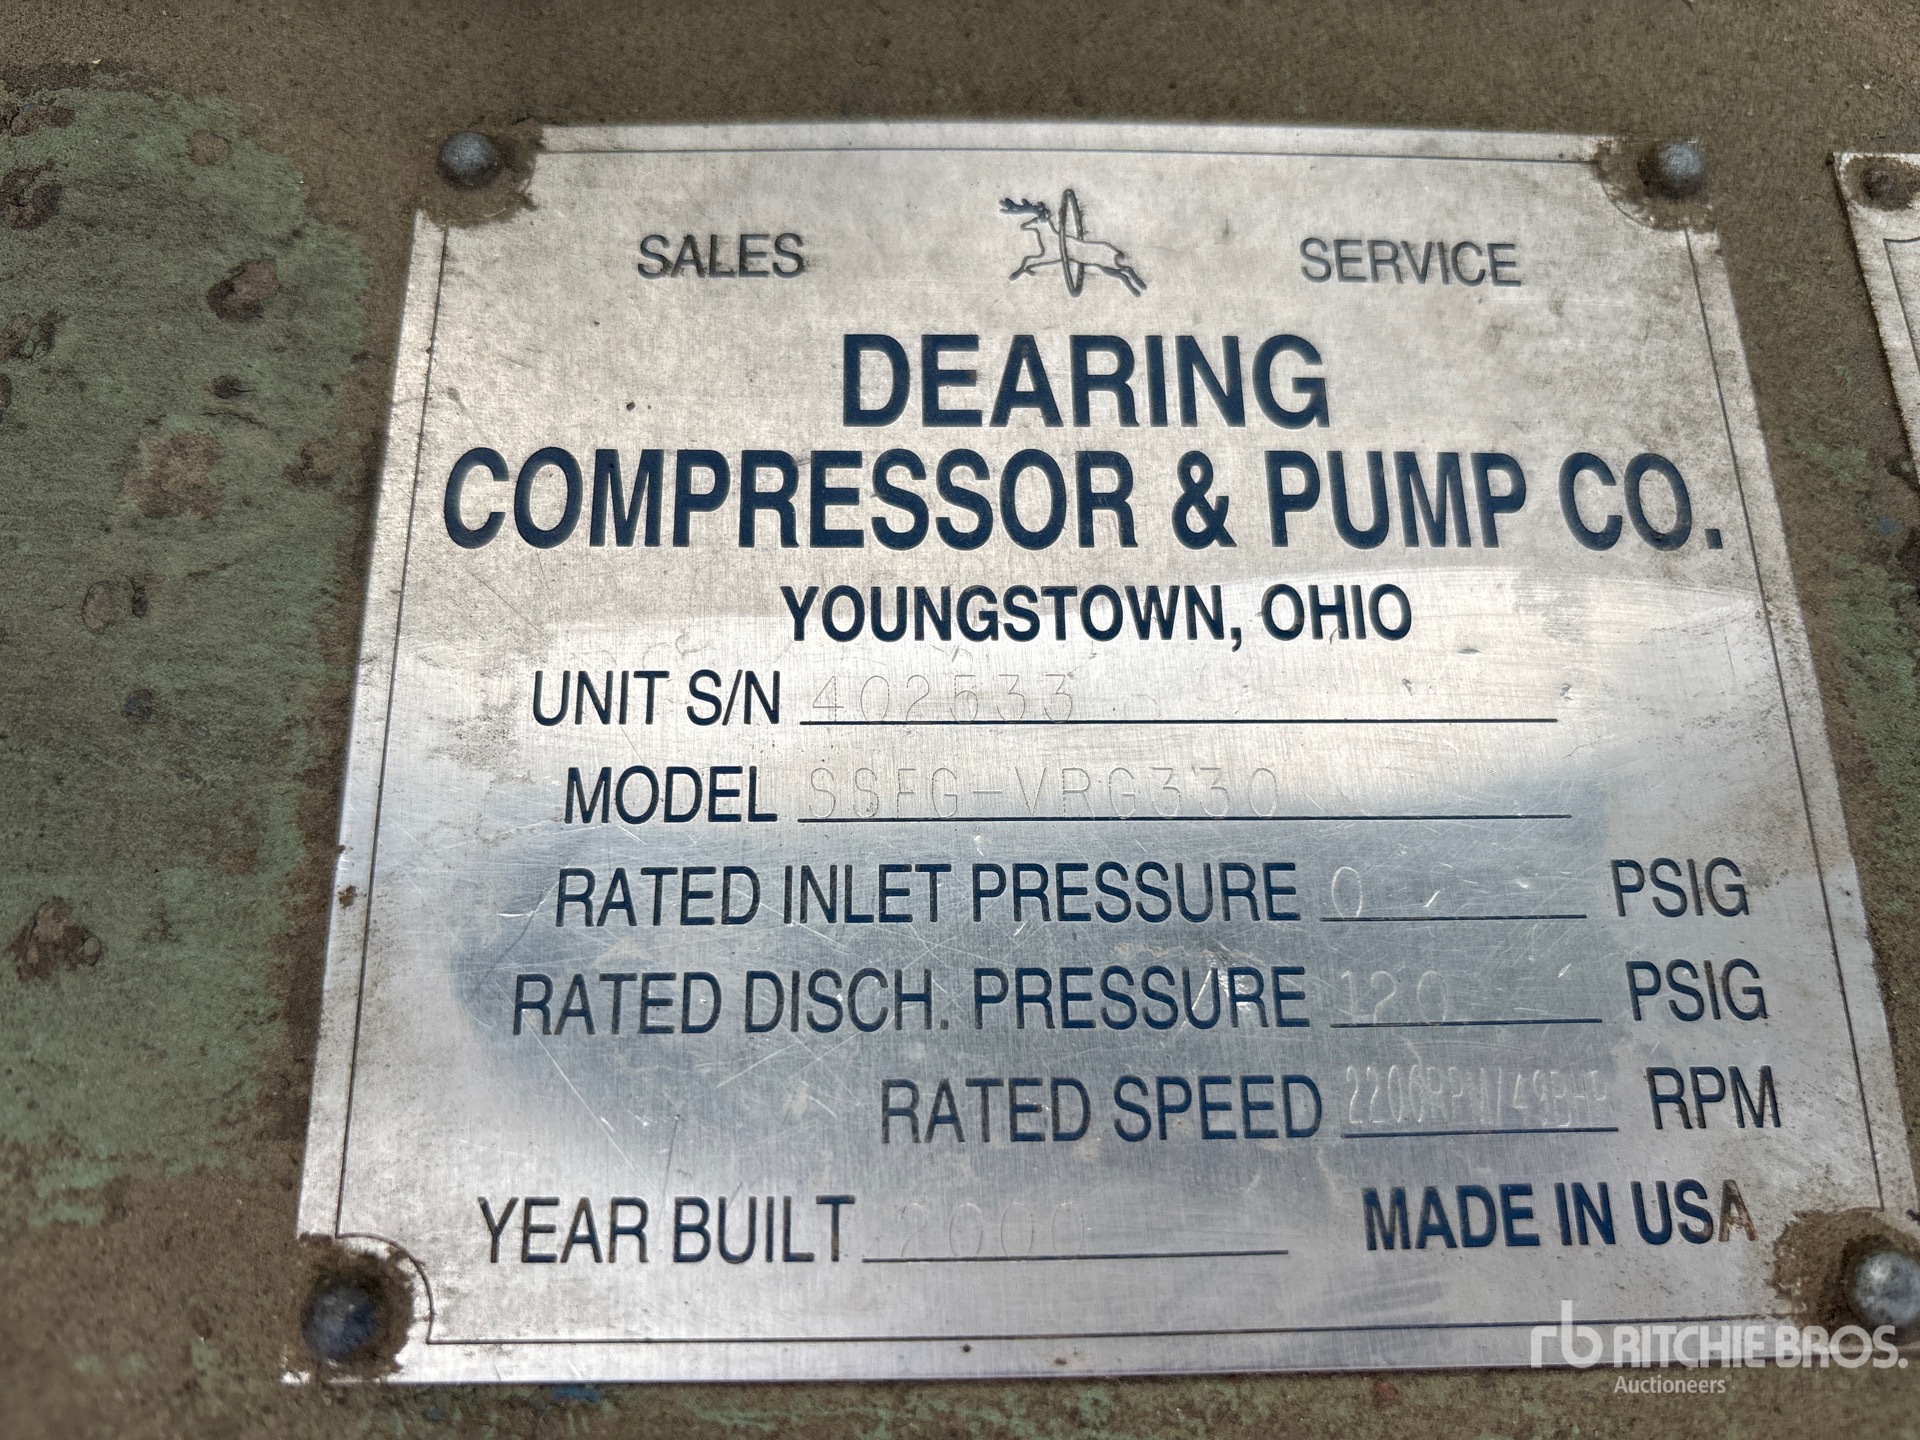 SALES SERVICE
DEARING
COMPRESSOR & PUMP CO.
YOUNGSTOWN, OHIO
UNIT S/N 402533
MODEL SSFG-VRG330
RATED INLET PRESSURE 0 PSIG
RATED DISCH. PRESSURE 120 PSIG
RATED SPEED 2200RPM/49BHP RPM
YEAR BUILT 2000 MADE IN USA
rb RITCHIE BROS.
Auctioneers